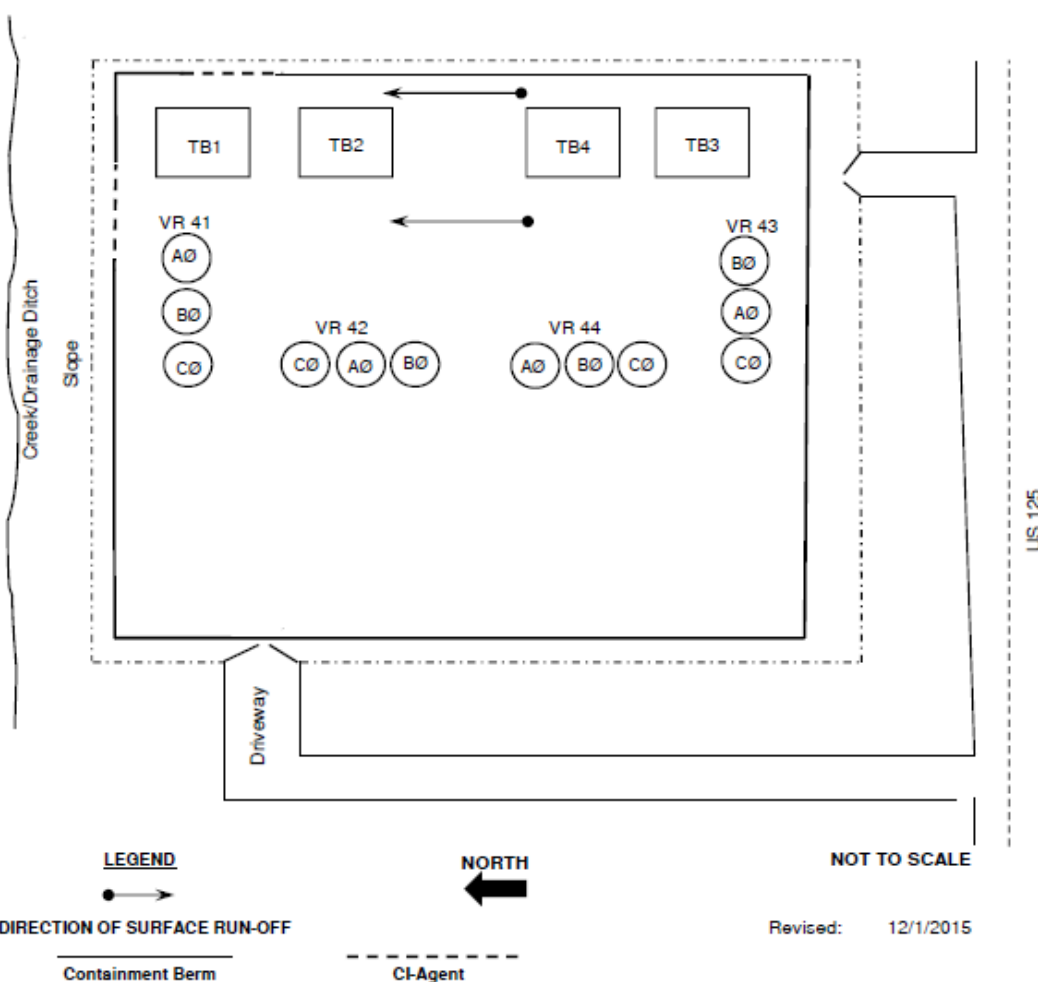 TB1
TB2
TB4
TB3
VR 41
AØ
BØ
CØ
VR 42
CØ AØ BØ
VR 44
AØ BØ CØ
VR 43
BØ
AØ
CØ
Creek/Drainage Ditch
Slope
US 125
Driveway
LEGEND
NORTH
NOT TO SCALE
DIRECTION OF SURFACE RUN-OFF
Revised: 12/1/2015
Containment Berm
CI-Agent